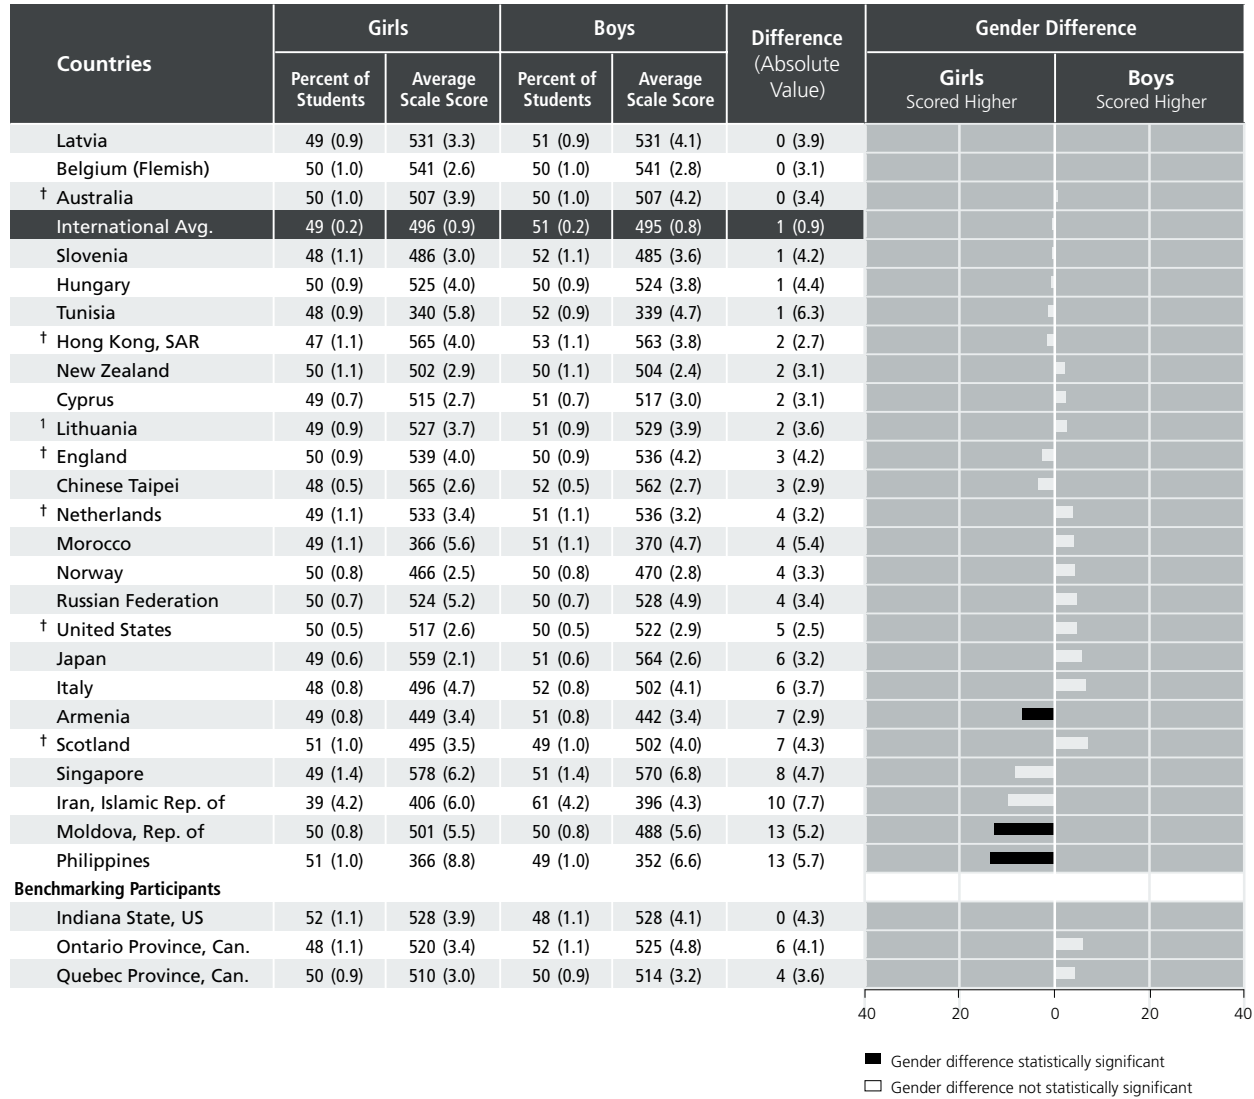 Countries Girls Boys Difference (Absolute Value) Gender Difference
Percent of Students Average Scale Score Percent of Students Average Scale Score Girls Scored Higher Boys Scored Higher
Latvia 49 (0.9) 531 (3.3) 51 (0.9) 531 (4.1) 0 (3.9)
Belgium (Flemish) 50 (1.0) 541 (2.6) 50 (1.0) 541 (2.8) 0 (3.1)
† Australia 50 (1.0) 507 (3.9) 50 (1.0) 507 (4.2) 0 (3.4)
International Avg. 49 (0.2) 496 (0.9) 51 (0.2) 495 (0.8) 1 (0.9)
Slovenia 48 (1.1) 486 (3.0) 52 (1.1) 485 (3.6) 1 (4.2)
Hungary 50 (0.9) 525 (4.0) 50 (0.9) 524 (3.8) 1 (4.4)
Tunisia 48 (0.9) 340 (5.8) 52 (0.9) 339 (4.7) 1 (6.3)
† Hong Kong, SAR 47 (1.1) 565 (4.0) 53 (1.1) 563 (3.8) 2 (2.7)
New Zealand 50 (1.1) 502 (2.9) 50 (1.1) 504 (2.4) 2 (3.1)
Cyprus 49 (0.7) 515 (2.7) 51 (0.7) 517 (3.0) 2 (3.1)
1 Lithuania 49 (0.9) 527 (3.7) 51 (0.9) 529 (3.9) 2 (3.6)
† England 50 (0.9) 539 (4.0) 50 (0.9) 536 (4.2) 3 (4.2)
Chinese Taipei 48 (0.5) 565 (2.6) 52 (0.5) 562 (2.7) 3 (2.9)
† Netherlands 49 (1.1) 533 (3.4) 51 (1.1) 536 (3.2) 4 (3.2)
Morocco 49 (1.1) 366 (5.6) 51 (1.1) 370 (4.7) 4 (5.4)
Norway 50 (0.8) 466 (2.5) 50 (0.8) 470 (2.8) 4 (3.3)
Russian Federation 50 (0.7) 524 (5.2) 50 (0.7) 528 (4.9) 4 (3.4)
† United States 50 (0.5) 517 (2.6) 50 (0.5) 522 (2.9) 5 (2.5)
Japan 49 (0.6) 559 (2.1) 51 (0.6) 564 (2.6) 6 (3.2)
Italy 48 (0.8) 496 (4.7) 52 (0.8) 502 (4.1) 6 (3.7)
Armenia 49 (0.8) 449 (3.4) 51 (0.8) 442 (3.4) 7 (2.9)
† Scotland 51 (1.0) 495 (3.5) 49 (1.0) 502 (4.0) 7 (4.3)
Singapore 49 (1.4) 578 (6.2) 51 (1.4) 570 (6.8) 8 (4.7)
Iran, Islamic Rep. of 39 (4.2) 406 (6.0) 61 (4.2) 396 (4.3) 10 (7.7)
Moldova, Rep. of 50 (0.8) 501 (5.5) 50 (0.8) 488 (5.6) 13 (5.2)
Philippines 51 (1.0) 366 (8.8) 49 (1.0) 352 (6.6) 13 (5.7)
Benchmarking Participants
Indiana State, US 52 (1.1) 528 (3.9) 48 (1.1) 528 (4.1) 0 (4.3)
Ontario Province, Can. 48 (1.1) 520 (3.4) 52 (1.1) 525 (4.8) 6 (4.1)
Quebec Province, Can. 50 (0.9) 510 (3.0) 50 (0.9) 514 (3.2) 4 (3.6)
40 20 0 20 40
Gender difference statistically significant
Gender difference not statistically significant